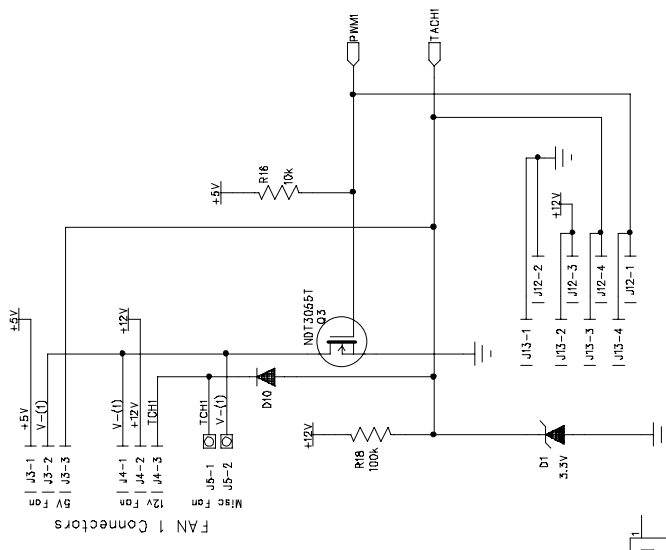 PWM1
TACH1
+5V
R16
10k
+12V
J13-1
J12-2
J13-2
J12-3
J13-3
J12-4
J13-4
J12-1
NDT3055T
Q3
+5V
+12V
D10
+12V
R18
100k
D1
3.3V
FAN 1 Connectors
5V Fan
J3-1 +5V
J3-2 V-(1)
J3-3
12v Fan
J4-1 V-(1)
J4-2 +12V
J4-3 TCH1
Misc Fan
J5-1 TCH1
J5-2 V-(1)
1